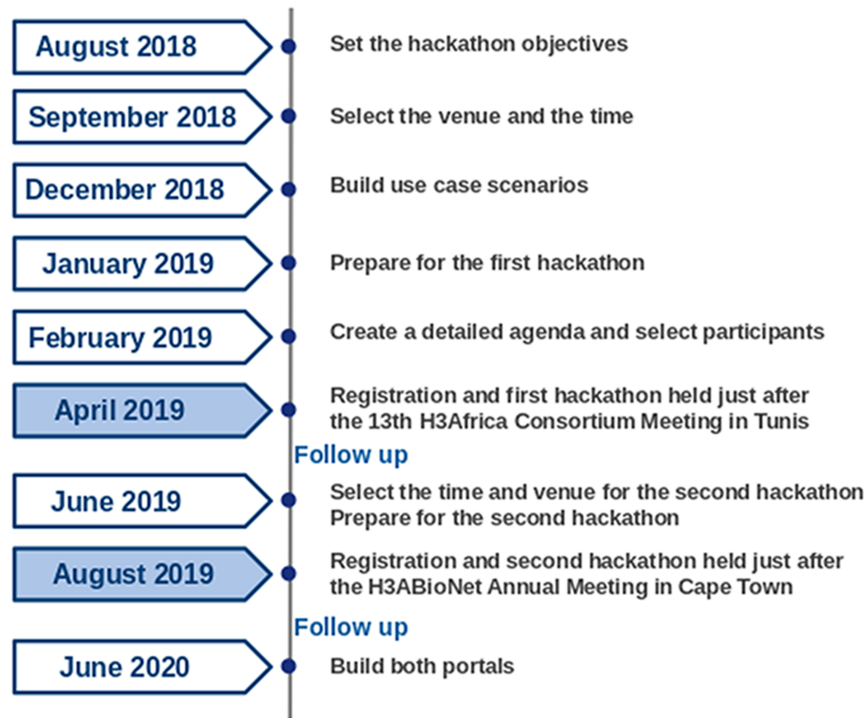 August 2018
Set the hackathon objectives
September 2018
Select the venue and the time
December 2018
Build use case scenarios
January 2019
Prepare for the first hackathon
February 2019
Create a detailed agenda and select participants
April 2019
Registration and first hackathon held just after
the 13th H3Africa Consortium Meeting in Tunis
Follow up
June 2019
Select the time and venue for the second hackathon
Prepare for the second hackathon
August 2019
Registration and second hackathon held just after
the H3ABioNet Annual Meeting in Cape Town
Follow up
June 2020
Build both portals